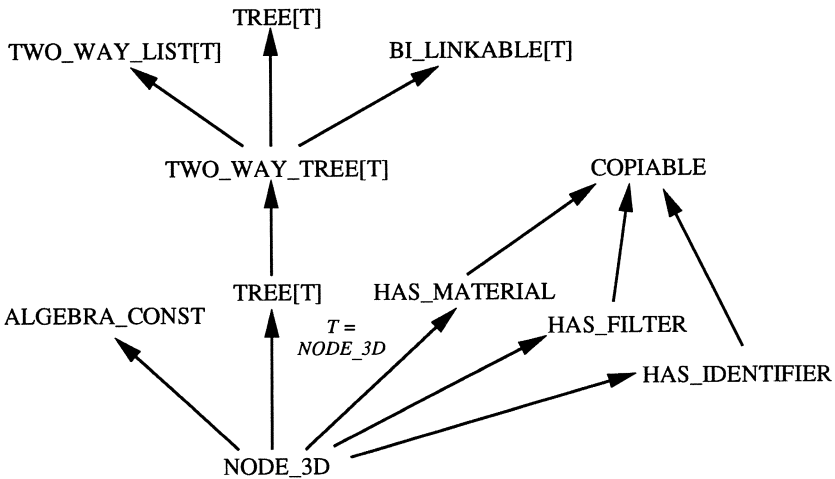 TREE[T]
TWO_WAY_LIST[T]
BI_LINKABLE[T]
TWO_WAY_TREE[T]
COPIABLE
TREE[T]
HAS_MATERIAL
ALGEBRA_CONST
T =
NODE_3D
HAS_FILTER
HAS_IDENTIFIER
NODE_3D